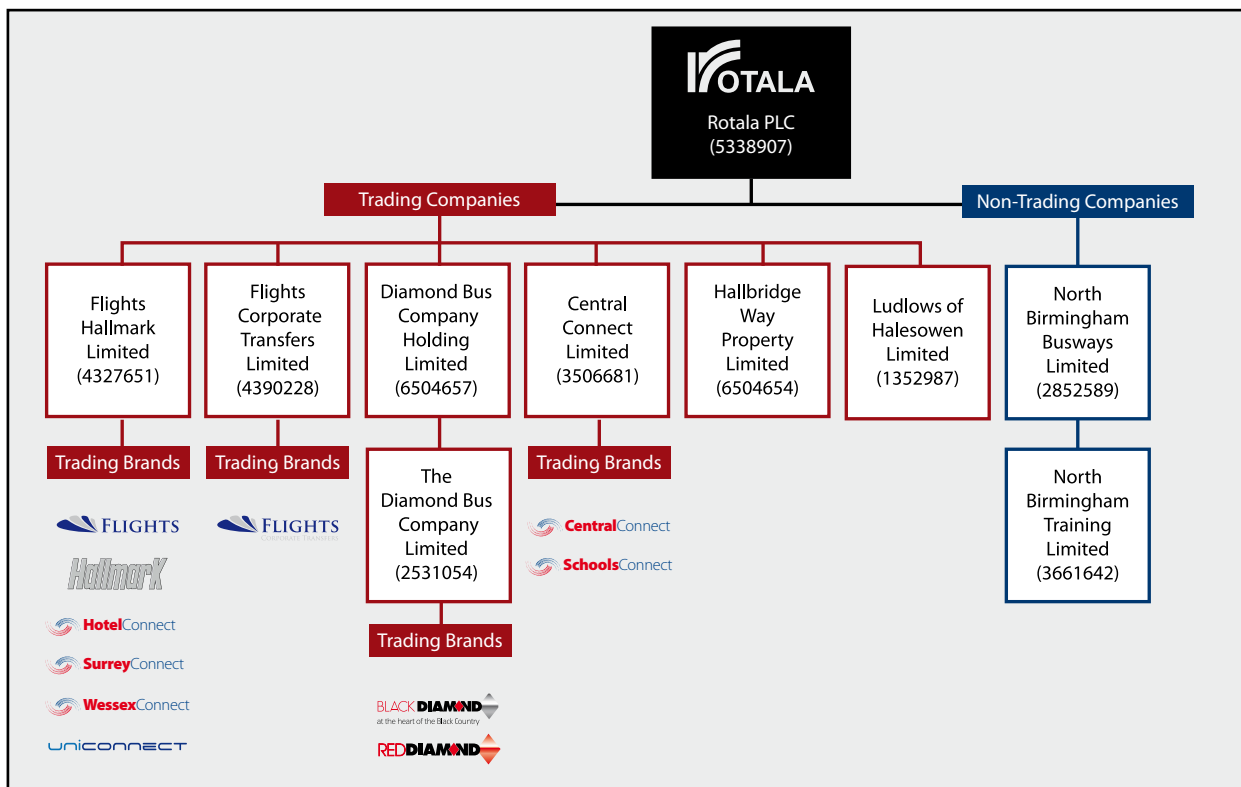 ROTALA
Rotala PLC
(5338907)
Trading Companies
Non-Trading Companies
Flights
Hallmark
Limited
(4327651)
Flights
Corporate
Transfers
Limited
(4390228)
Diamond Bus
Company
Holding
Limited
(6504657)
Central
Connect
Limited
(3506681)
Hallbridge
Way
Property
Limited
(6504654)
Ludlows of
Halesowen
Limited
(1352987)
North
Birmingham
Busways
Limited
(2852589)
Trading Brands
FLIGHTS
HallmarK
HotelConnect
SurreyConnect
WessexConnect
UniCONNECT
Trading Brands
FLIGHTS
The
Diamond Bus
Company
Limited
(2531054)
Trading Brands
BLACK DIAMOND
at the heart of the Black Country
RED DIAMOND
Trading Brands
CentralConnect
SchoolsConnect
North
Birmingham
Training
Limited
(3661642)